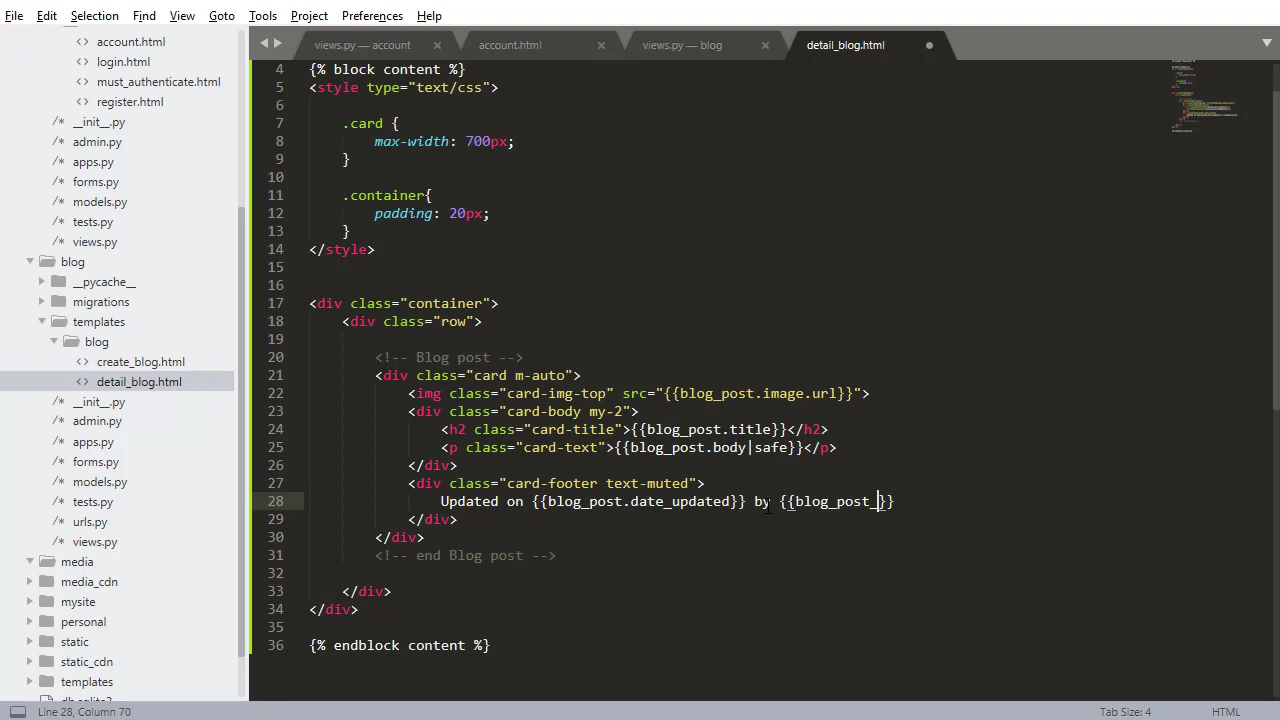 File Edit Selection Find View Goto Tools Project Preferences Help
views.py — account × account.html × views.py — blog × detail_blog.html
account.html
login.html
must_authenticate.html
register.html
/* __init__.py
/* admin.py
/* apps.py
/* forms.py
/* models.py
/* tests.py
/* views.py
blog
__pycache__
migrations
templates
blog
create_blog.html
detail_blog.html
/* __init__.py
/* admin.py
/* apps.py
/* forms.py
/* models.py
/* tests.py
/* urls.py
/* views.py
media
media_cdn
mysite
personal
static
static_cdn
templates
db.sqlite3
4 {% block content %}
5 <style type="text/css">
6
7 .card {
8 max-width: 700px;
9 }
10
11 .container{
12 padding: 20px;
13 }
14 </style>
15
16
17 <div class="container">
18 <div class="row">
19
20 <!-- Blog post -->
21 <div class="card m-auto">
22 <img class="card-img-top" src="{{blog_post.image.url}}">
23 <div class="card-body my-2">
24 <h2 class="card-title">{{blog_post.title}}</h2>
25 <p class="card-text">{{blog_post.body|safe}}</p>
26 </div>
27 <div class="card-footer text-muted">
28 Updated on {{blog_post.date_updated}} by {{blog_post_}}
29 </div>
30 </div>
31 <!-- end Blog post -->
32
33 </div>
34 </div>
35
36 {% endblock content %}
Line 28, Column 70 Tab Size: 4 HTML